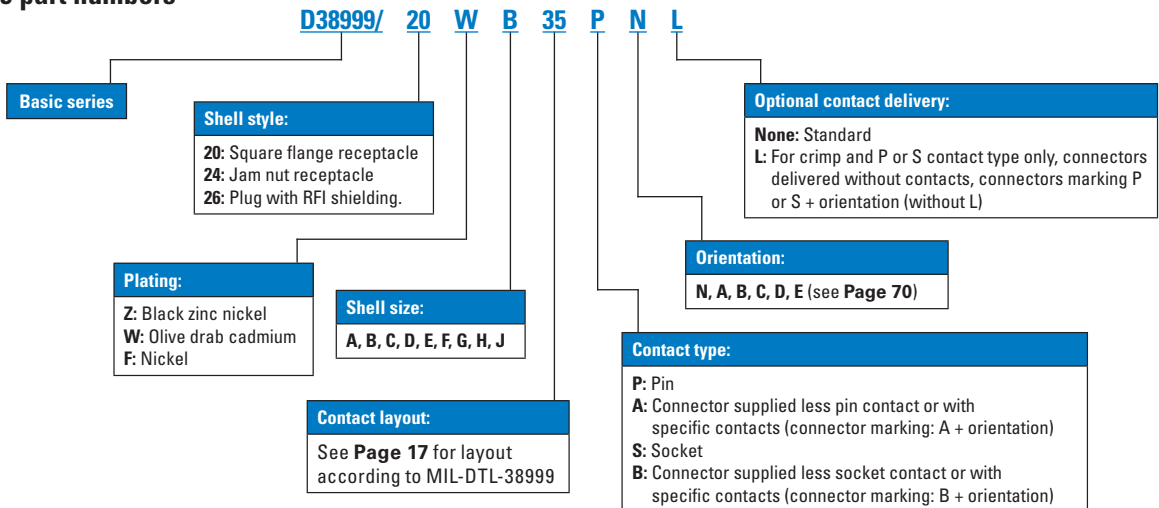 D38999/ 20 W B 35 P N L
Basic series
Shell style:
20: Square flange receptacle
24: Jam nut receptacle
26: Plug with RFI shielding.
Optional contact delivery:
None: Standard
L: For crimp and P or S contact type only, connectors
delivered without contacts, connectors marking P
or S + orientation (without L)
Plating:
Z: Black zinc nickel
W: Olive drab cadmium
F: Nickel
Shell size:
A, B, C, D, E, F, G, H, J
Orientation:
N, A, B, C, D, E (see Page 70)
Contact layout:
See Page 17 for layout
according to MIL-DTL-38999
Contact type:
P: Pin
A: Connector supplied less pin contact or with
specific contacts (connector marking: A + orientation)
S: Socket
B: Connector supplied less socket contact or with
specific contacts (connector marking: B + orientation)